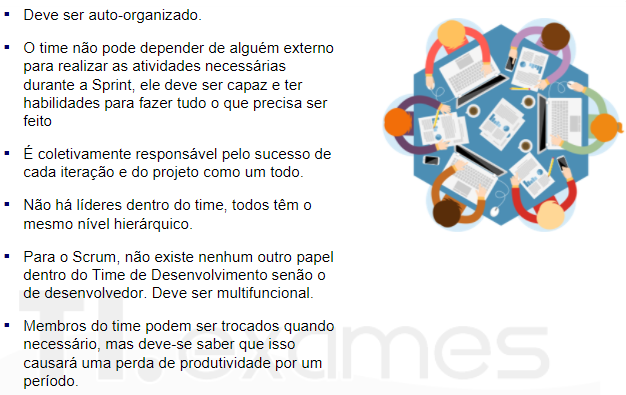 ▪ Deve ser auto-organizado.
▪ O time não pode depender de alguém externo
para realizar as atividades necessárias
durante a Sprint, ele deve ser capaz e ter
habilidades para fazer tudo o que precisa ser
feito
▪ É coletivamente responsável pelo sucesso de
cada iteração e do projeto como um todo.
▪ Não há líderes dentro do time, todos têm o
mesmo nível hierárquico.
▪ Para o Scrum, não existe nenhum outro papel
dentro do Time de Desenvolvimento senão o
de desenvolvedor. Deve ser multifuncional.
▪ Membros do time podem ser trocados quando
necessário, mas deve-se saber que isso
causará uma perda de produtividade por um
período.
TI.exames